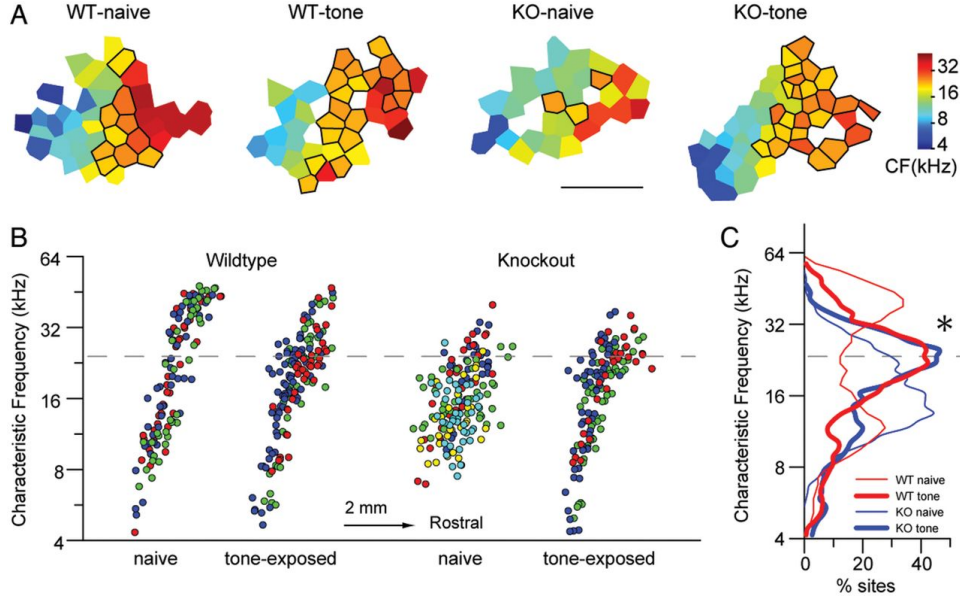 A
WT-naive
WT-tone
KO-naive
KO-tone
32
16
8
4
CF(kHz)
B
Wildtype
Knockout
Characteristic Frequency (kHz)
64
32
16
8
4
2 mm
Rostral
naive
tone-exposed
naive
tone-exposed
C
*
Characteristic Frequency (kHz)
64
32
16
8
4
WT naive
WT tone
KO naive
KO tone
0
20
40
% sites